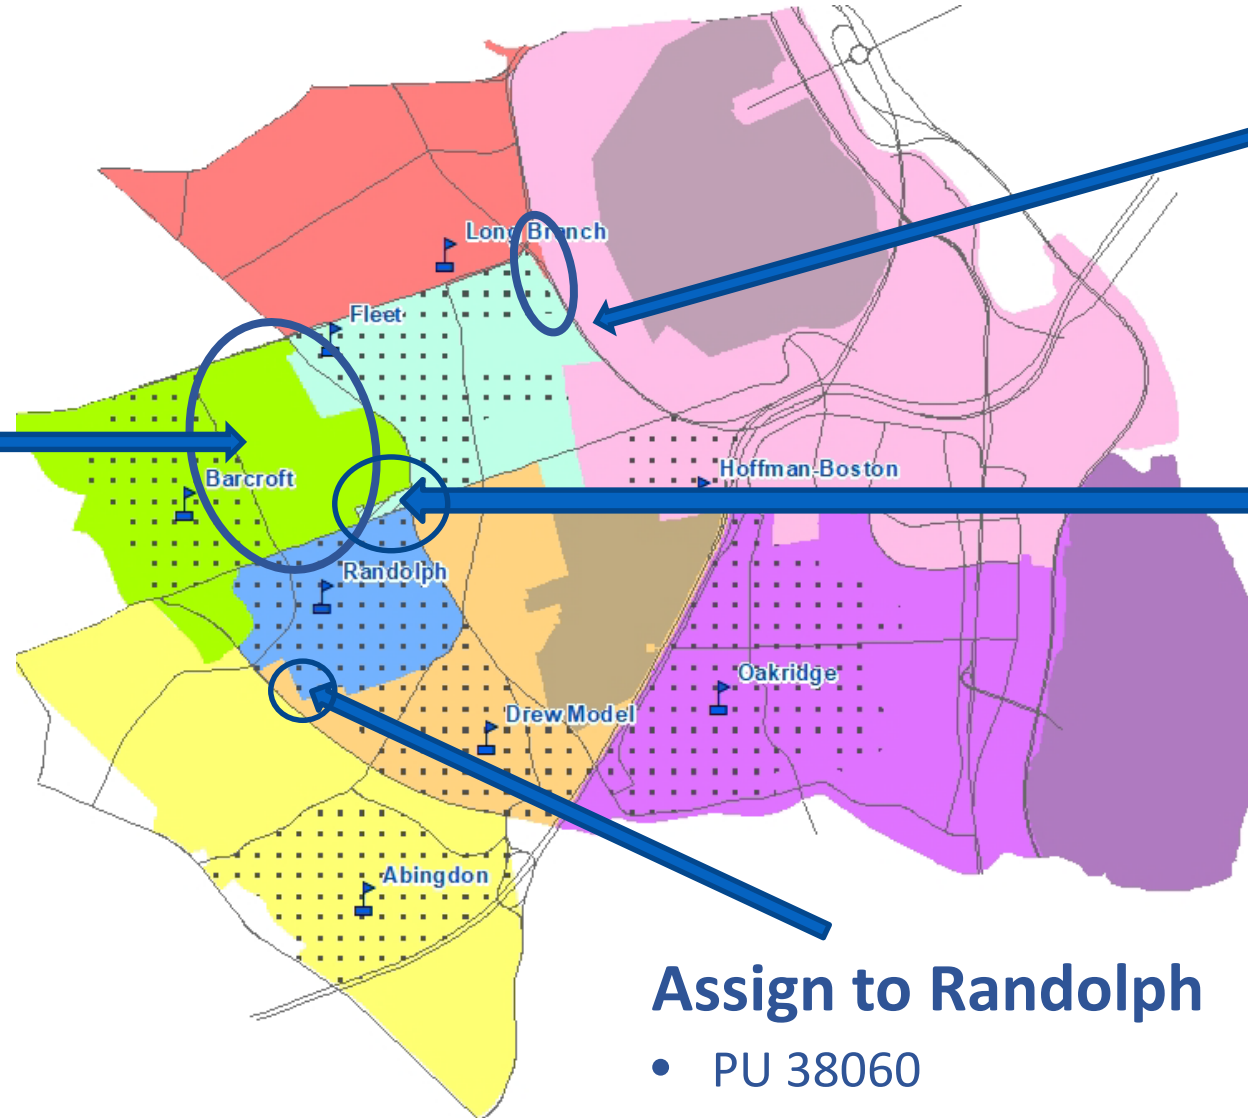 Long Branch
Fleet
Hoffman-Boston
Barcroft
Randolph
Oakridge
Drew Model
Abingdon
Assign to Randolph
• PU 38060